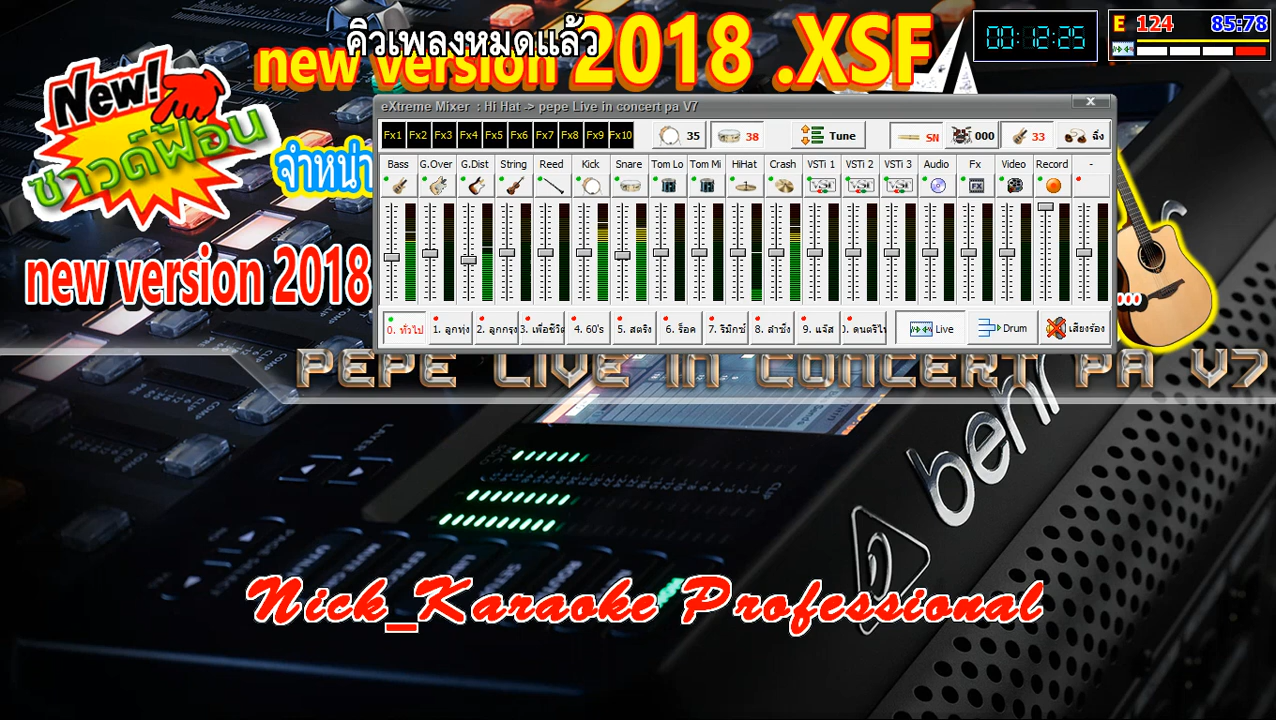 new version 2018 .XSF
คิวเพลงหมดแล้ว
00:12:25
E 124 85:78
New!
ซาวด์ฟ้อน
จำหน่า
new version 2018
eXtreme Mixer : Hi Hat -> pepe Live in concert pa V7
X
Fx1 Fx2 Fx3 Fx4 Fx5 Fx6 Fx7 Fx8 Fx9 Fx10 35 38 Tune SN 000 33 ฉิ่ง
Bass G.Over G.Dist String Reed Kick Snare Tom Lo Tom Mi HiHat Crash VSTi 1 VSTi 2 VSTi 3 Audio Fx Video Record -
0. ทั่วไป 1. ลูกทุ่ง 2. ลูกกรุง 3. เพื่อชีวิต 4. 60's 5. สตริง 6. ร็อค 7. รีมิกซ์ 8. ลำซิ่ 9. แจ๊ส ). ดนตรีไ Live Drum เสียงร้อง
PEPE LIVE IN CONCERT PA V7
behr
LAYER
Nick_Karaoke Professional